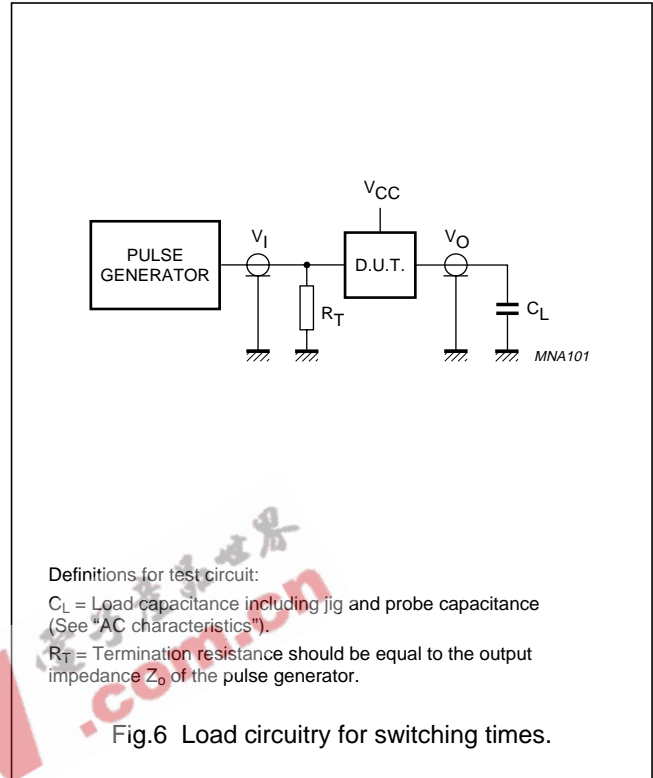 VCC
PULSE
GENERATOR
VI
D.U.T.
VO
RT
CL
MNA101
Definitions for test circuit:
CL = Load capacitance including jig and probe capacitance
(See “AC characteristics”).
RT = Termination resistance should be equal to the output
impedance Zo of the pulse generator.
.com.cn
Fig.6 Load circuitry for switching times.